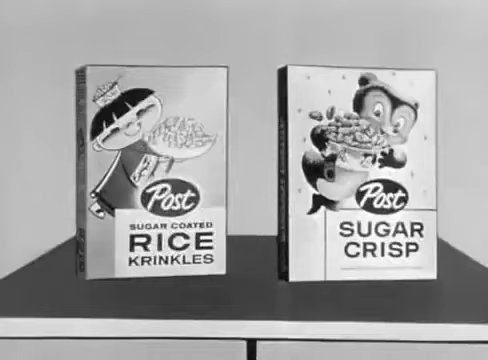 Post
SUGAR COATED
RICE
KRINKLES
Post
SUGAR
CRISP